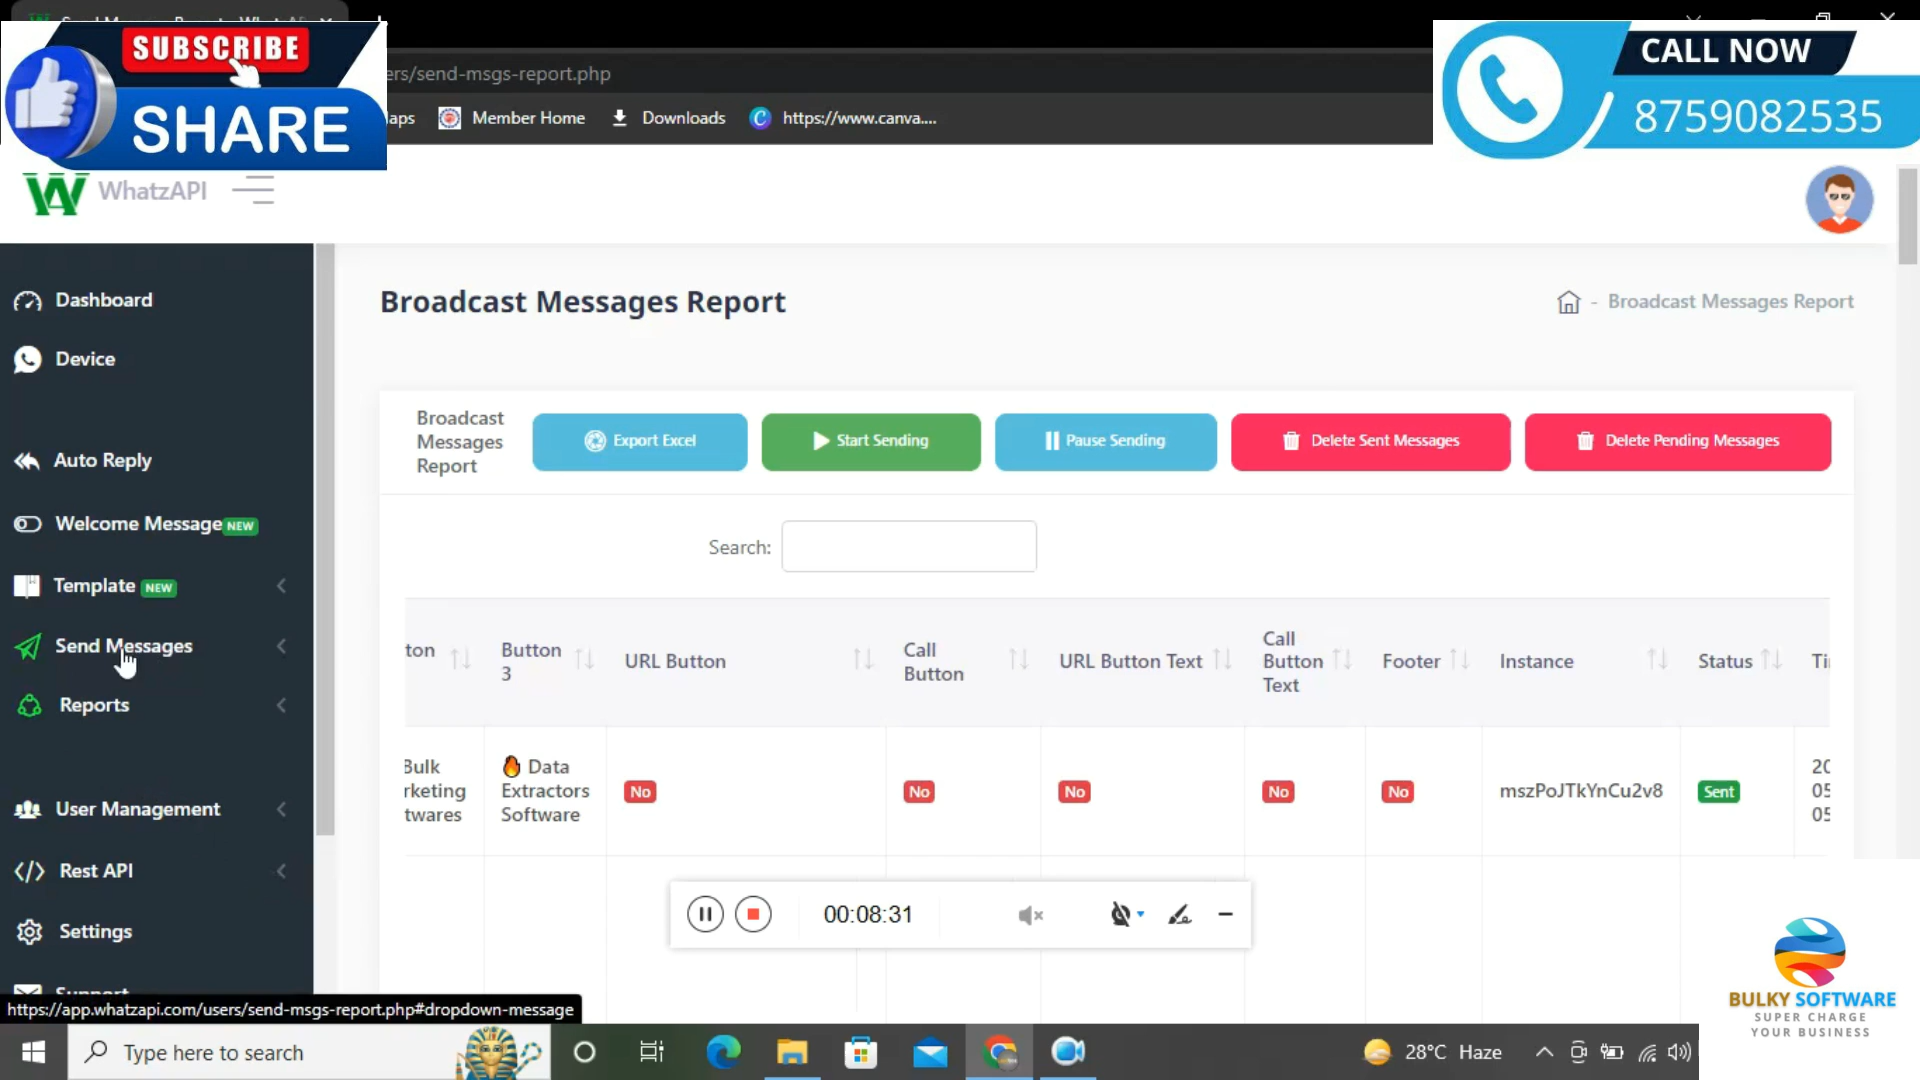 SUBSCRIBE
SHARE
ers/send-msgs-report.php
CALL NOW
8759082535
aps
Member Home
Downloads
https://www.canva....
WhatzAPI
Dashboard
Device
Auto Reply
Welcome Message NEW
Template NEW
Send Messages
Reports
User Management
Rest API
Settings
Support
Broadcast Messages Report
- Broadcast Messages Report
Broadcast
Messages
Report
Export Excel
Start Sending
Pause Sending
Delete Sent Messages
Delete Pending Messages
Search:
ton
Button
3
URL Button
Call
Button
URL Button Text
Call
Button
Text
Footer
Instance
Status
Ti
Bulk
rketing
twares
🔥 Data
Extractors
Software
No
No
No
No
No
mszPoJTkYnCu2v8
Sent
20
05
05
00:08:31
https://app.whatzapi.com/users/send-msgs-report.php#dropdown-message
BULKY SOFTWARE
SUPER CHARGE
YOUR BUSINESS
Type here to search
28°C Haze